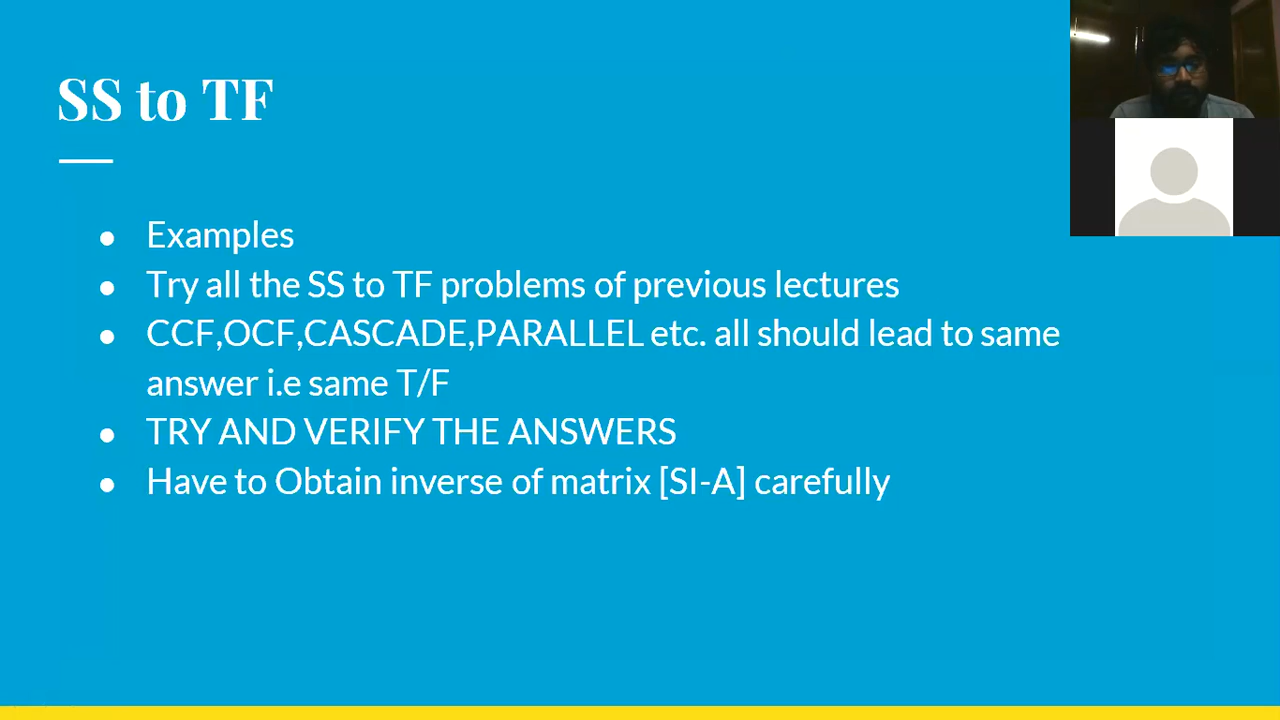 SS to TF
● Examples
● Try all the SS to TF problems of previous lectures
● CCF,OCF,CASCADE,PARALLEL etc. all should lead to same
answer i.e same T/F
● TRY AND VERIFY THE ANSWERS
● Have to Obtain inverse of matrix [SI-A] carefully